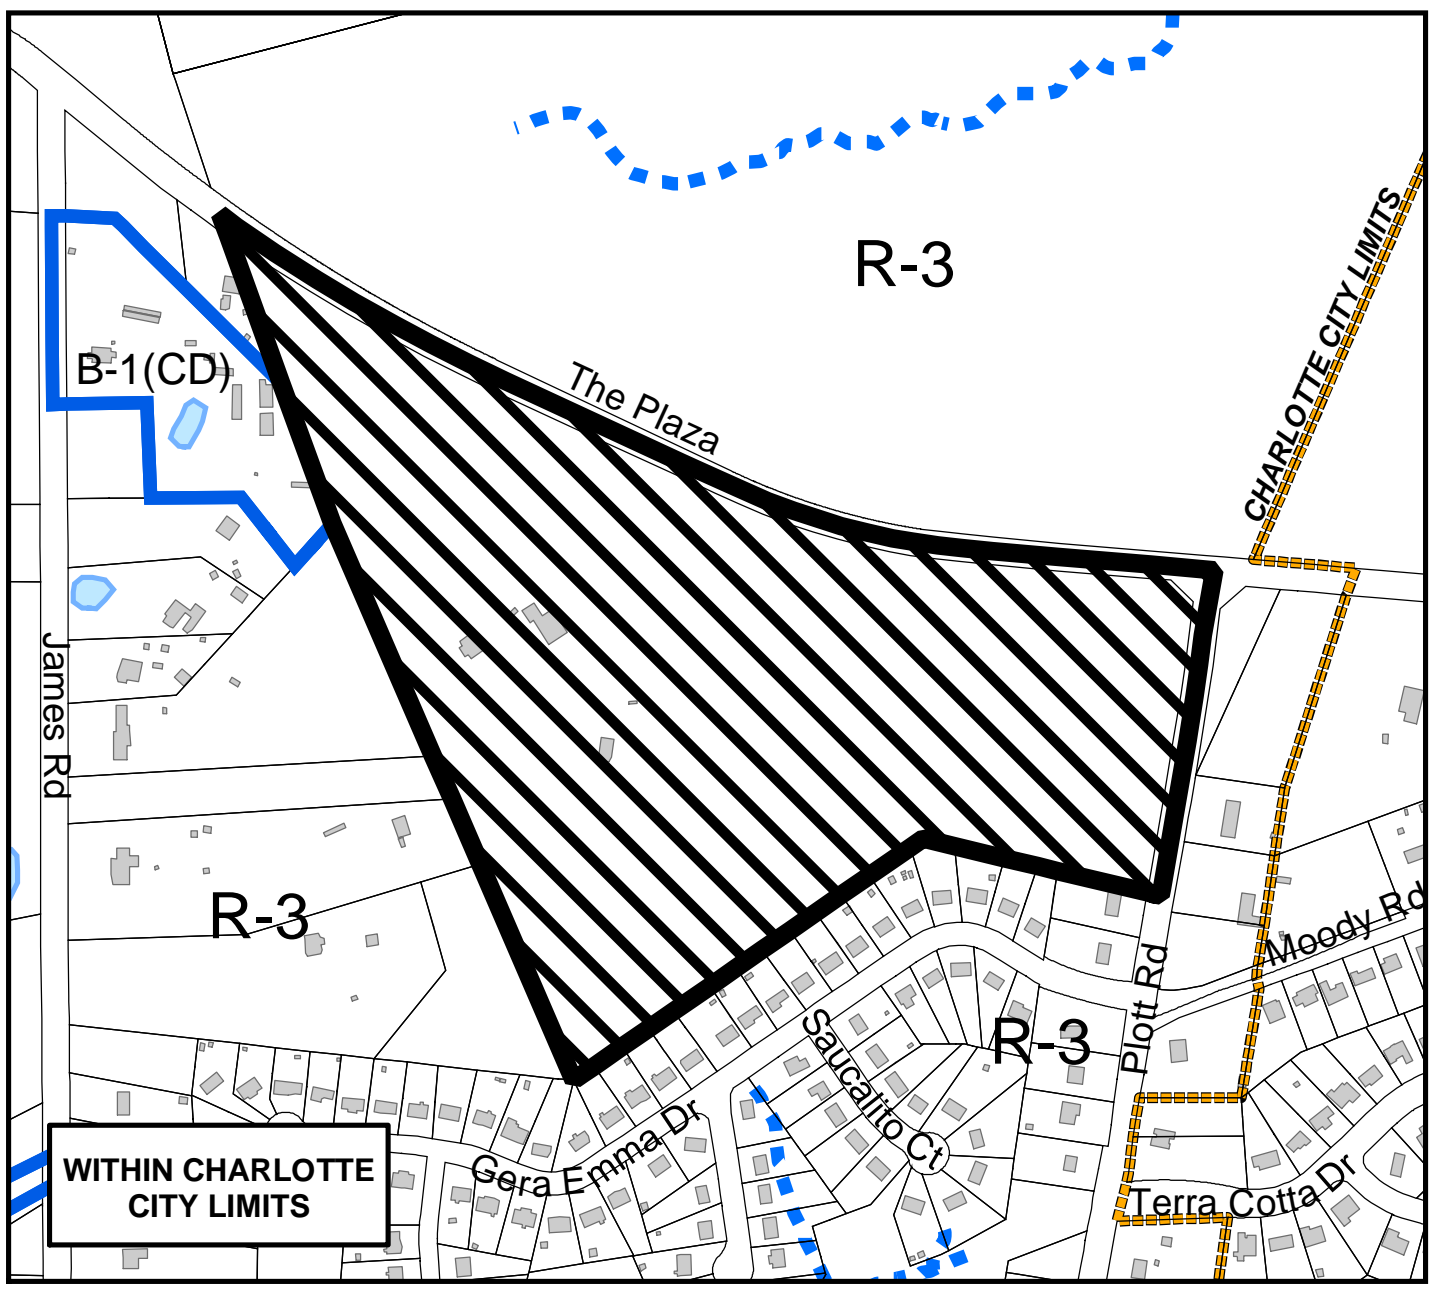 R-3
CHARLOTTE CITY LIMITS
B-1(CD)
The Plaza
James Rd
R-3
Moody Rd
Plott Rd
R-3
Saucalito Ct
Gera Emma Dr
Terra Cotta Dr
WITHIN CHARLOTTE
CITY LIMITS